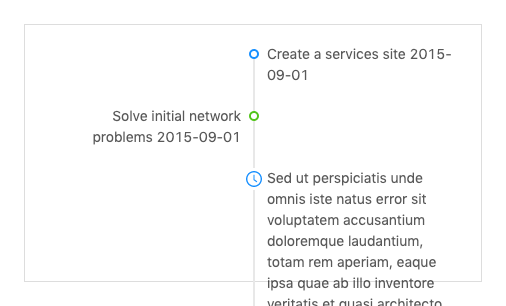 Create a services site 2015-
09-01
Solve initial network
problems 2015-09-01
Sed ut perspiciatis unde
omnis iste natus error sit
voluptatem accusantium
doloremque laudantium,
totam rem aperiam, eaque
ipsa quae ab illo inventore
veritatis et quasi architecto